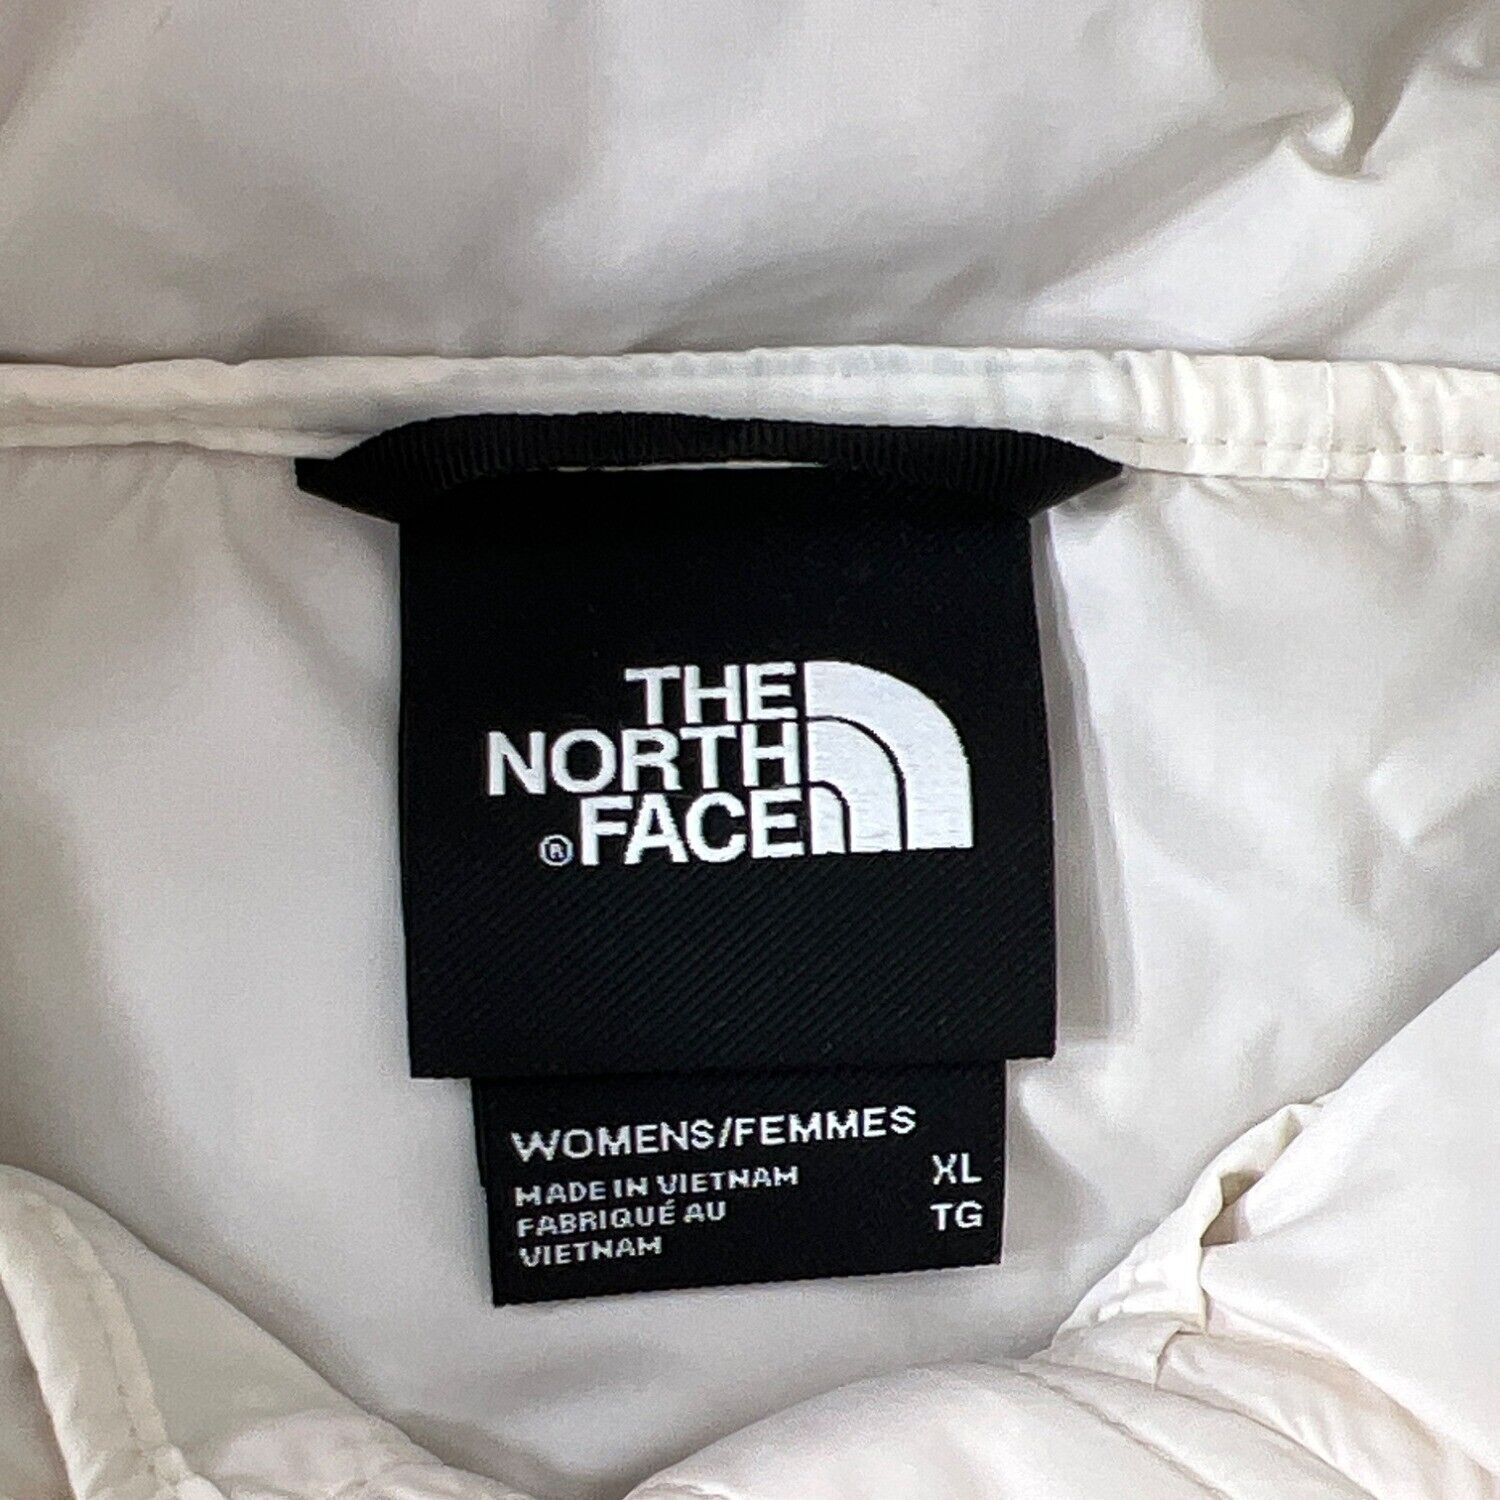 THE
NORTH
® FACE
WOMENS/FEMMES
MADE IN VIETNAM XL
FABRIQUÉ AU TG
VIETNAM